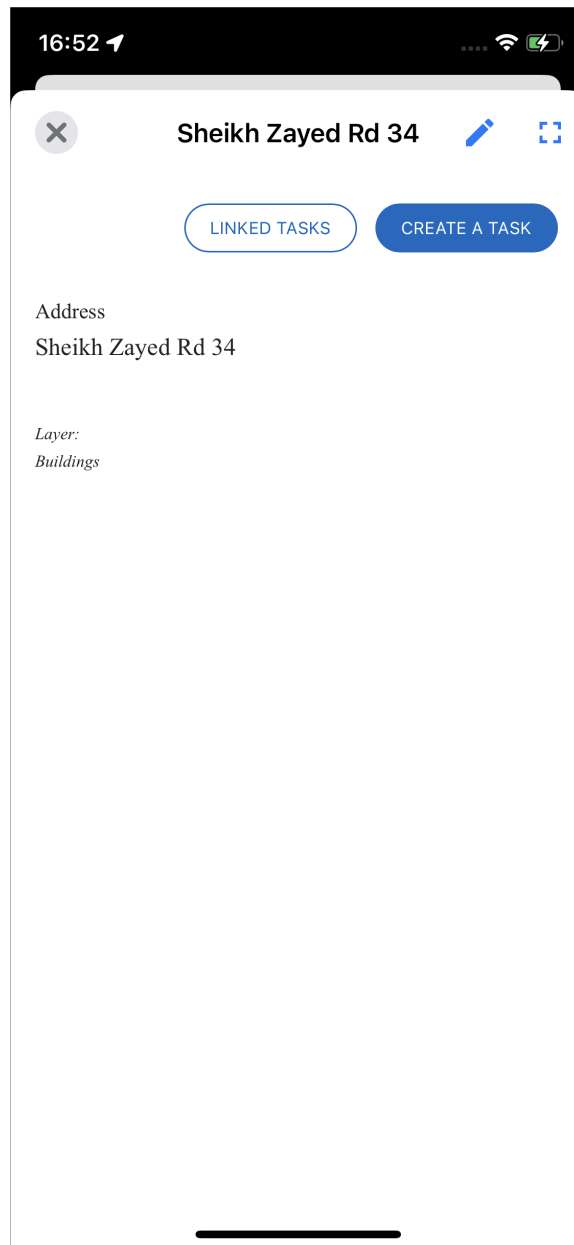 16:52
Sheikh Zayed Rd 34
LINKED TASKS
CREATE A TASK
Address
Sheikh Zayed Rd 34
Layer:
Buildings